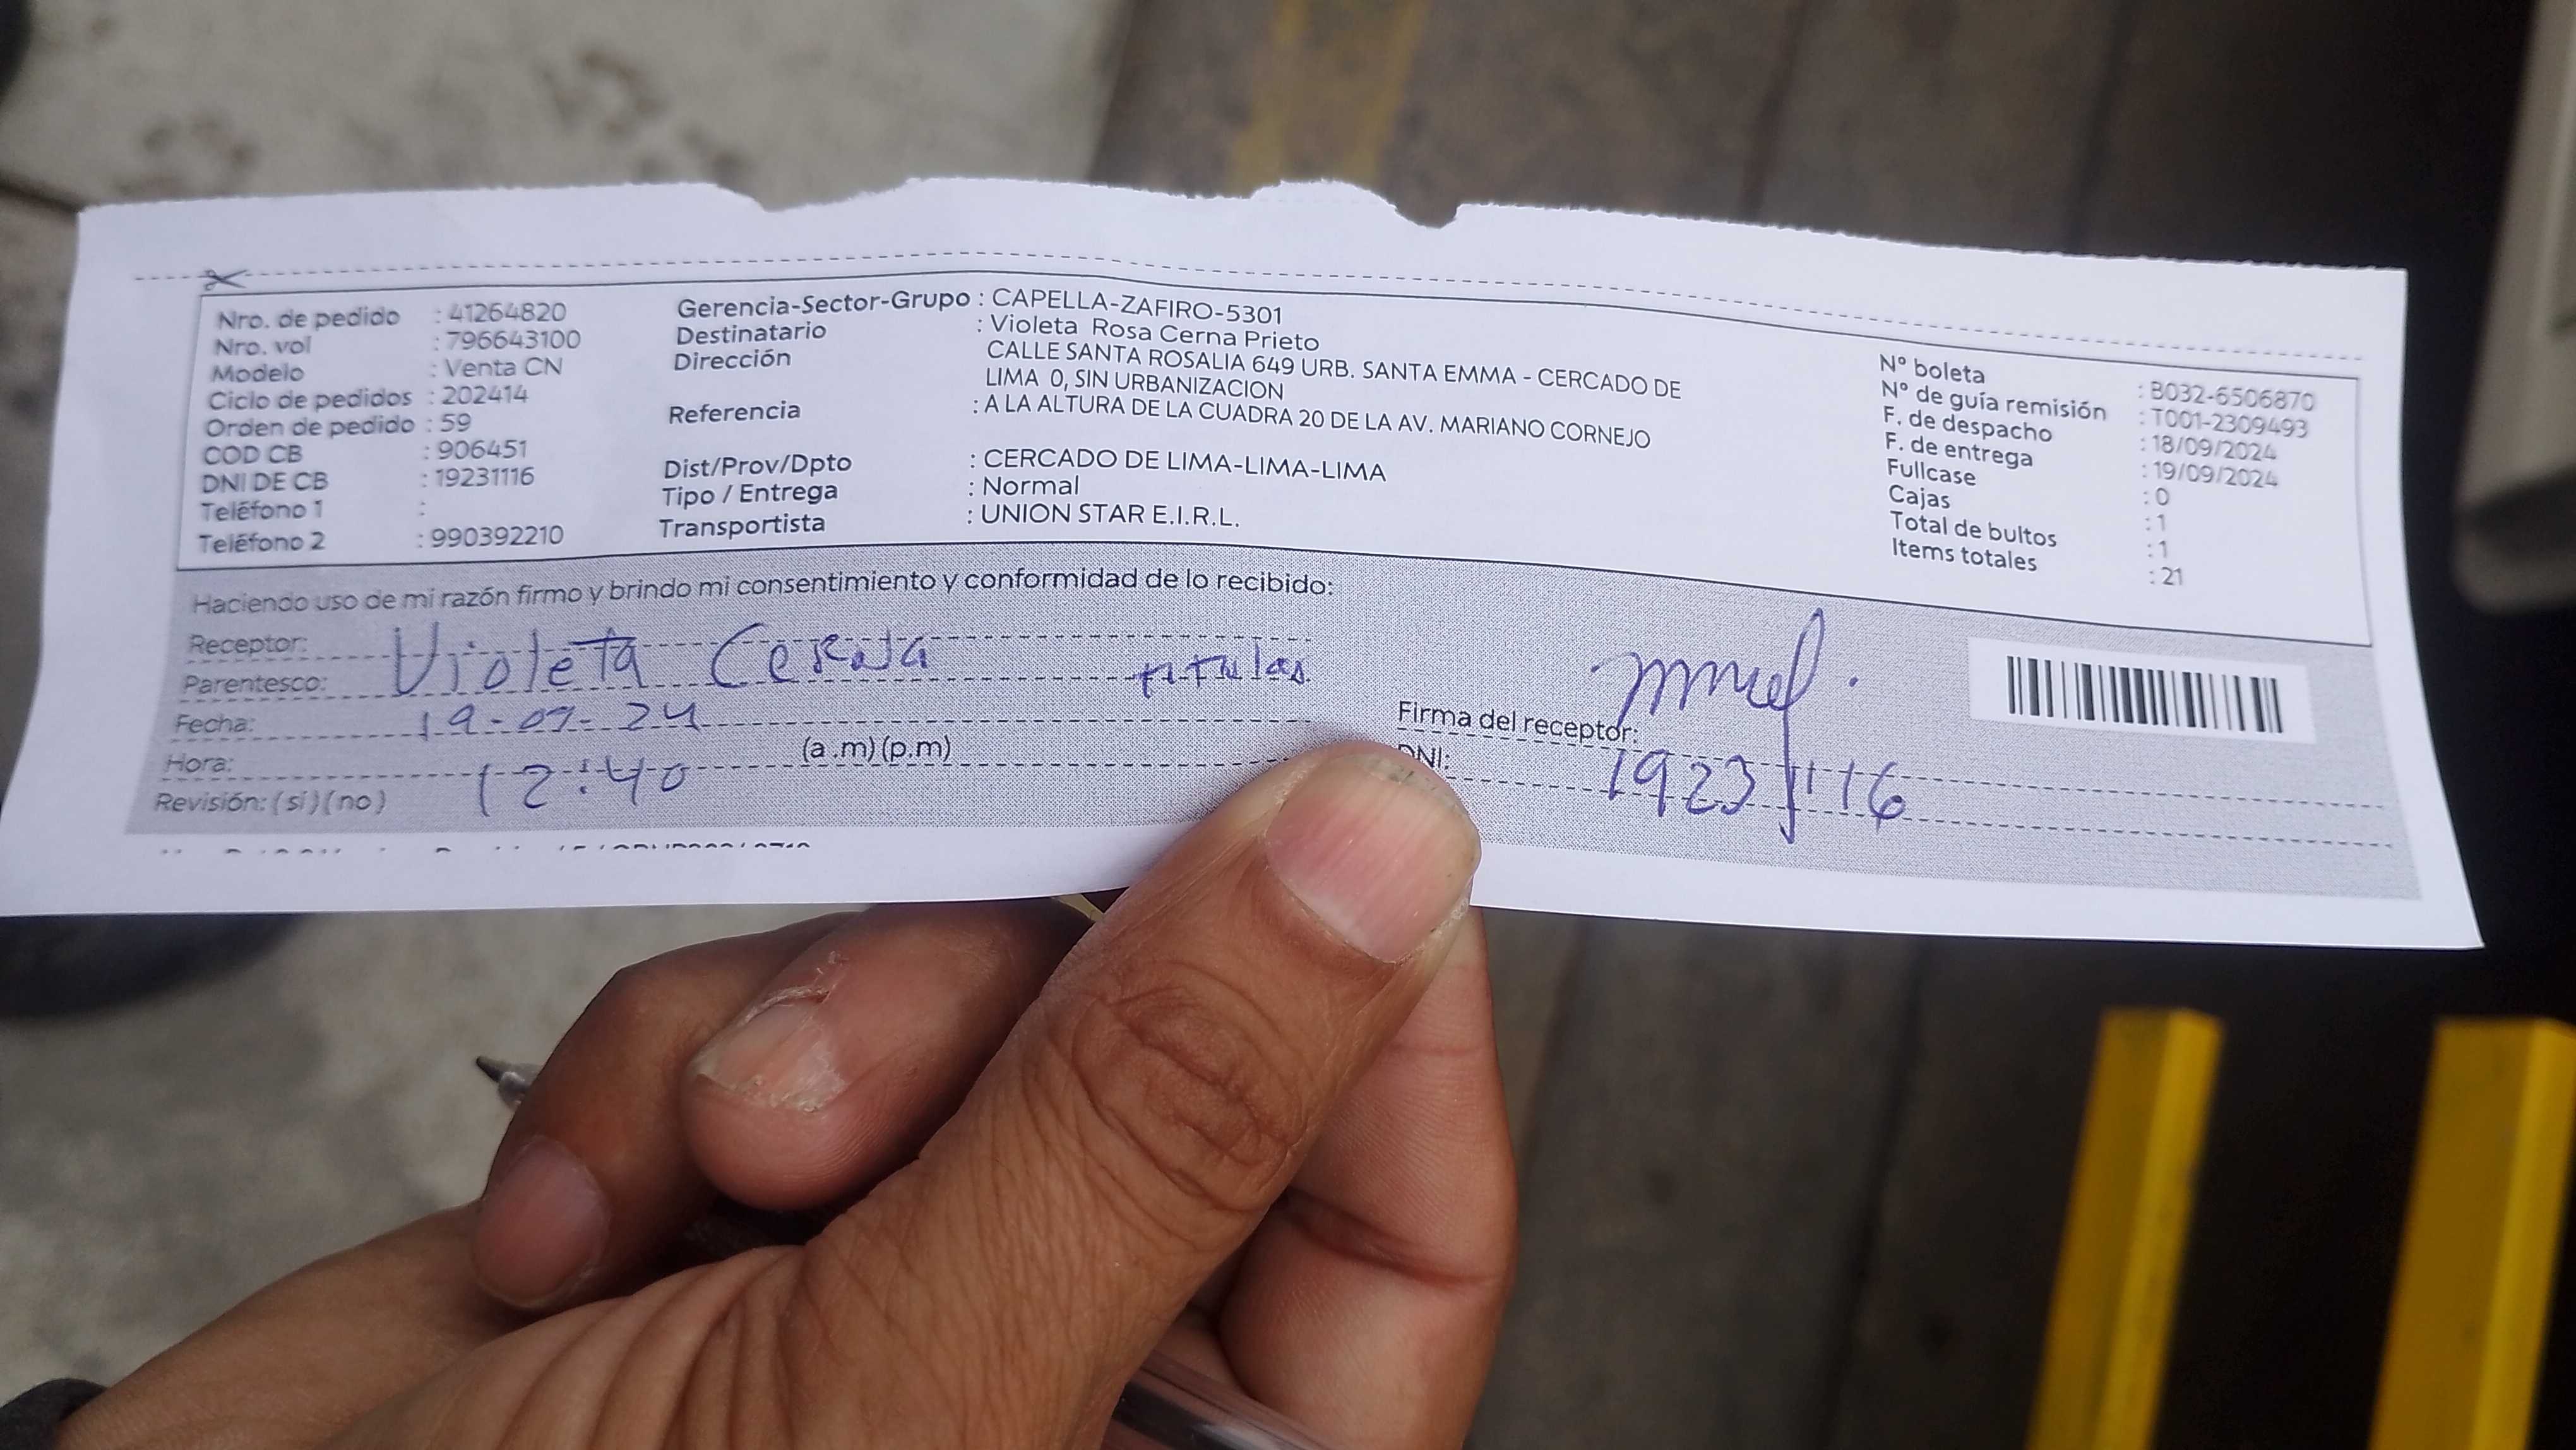 Nro. de pedido : 41264820
Nro. vol : 796643100
Modelo : Venta CN
Ciclo de pedidos : 202414
Orden de pedido : 59
COD CB : 906451
DNI DE CB : 19231116
Teléfono 1 :
Teléfono 2 : 990392210
Gerencia-Sector-Grupo : CAPELLA-ZAFIRO-5301
Destinatario : Violeta Rosa Cerna Prieto
Dirección CALLE SANTA ROSALIA 649 URB. SANTA EMMA - CERCADO DE
LIMA 0, SIN URBANIZACION
Referencia : A LA ALTURA DE LA CUADRA 20 DE LA AV. MARIANO CORNEJO
Dist/Prov/Dpto : CERCADO DE LIMA-LIMA-LIMA
Tipo / Entrega : Normal
Transportista : UNION STAR E.I.R.L.
N° boleta : B032-6506870
N° de guía remisión : T001-2309493
F. de despacho : 18/09/2024
F. de entrega : 19/09/2024
Fullcase : 0
Cajas : 1
Total de bultos : 1
Items totales : 21
Haciendo uso de mi razón firmo y brindo mi consentimiento y conformidad de lo recibido:
Receptor: Violeta Cerna
Parentesco: titular
Fecha: 19-09-24
Hora: 12:40 (a .m) (p.m)
Revisión: ( si ) ( no )
Firma del receptor:
DNI: 19231116